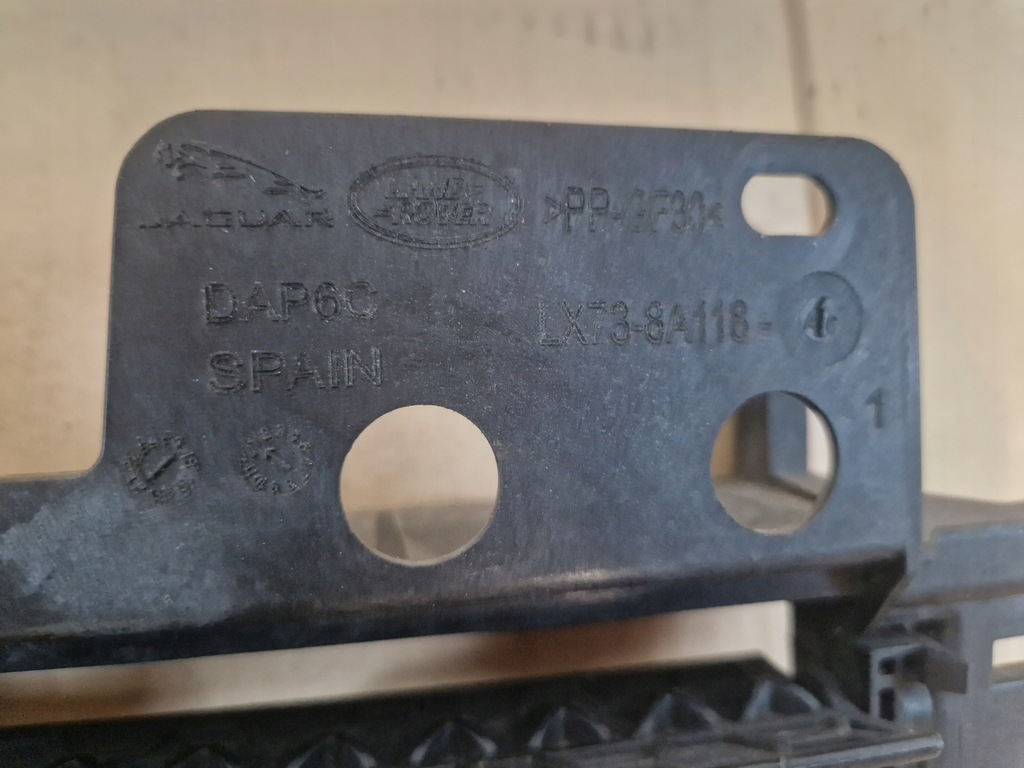 JAGUAR
LAND-
-ROVER
>PP-GF30<
DAP6C
LX73-8A118-
SPAIN
1